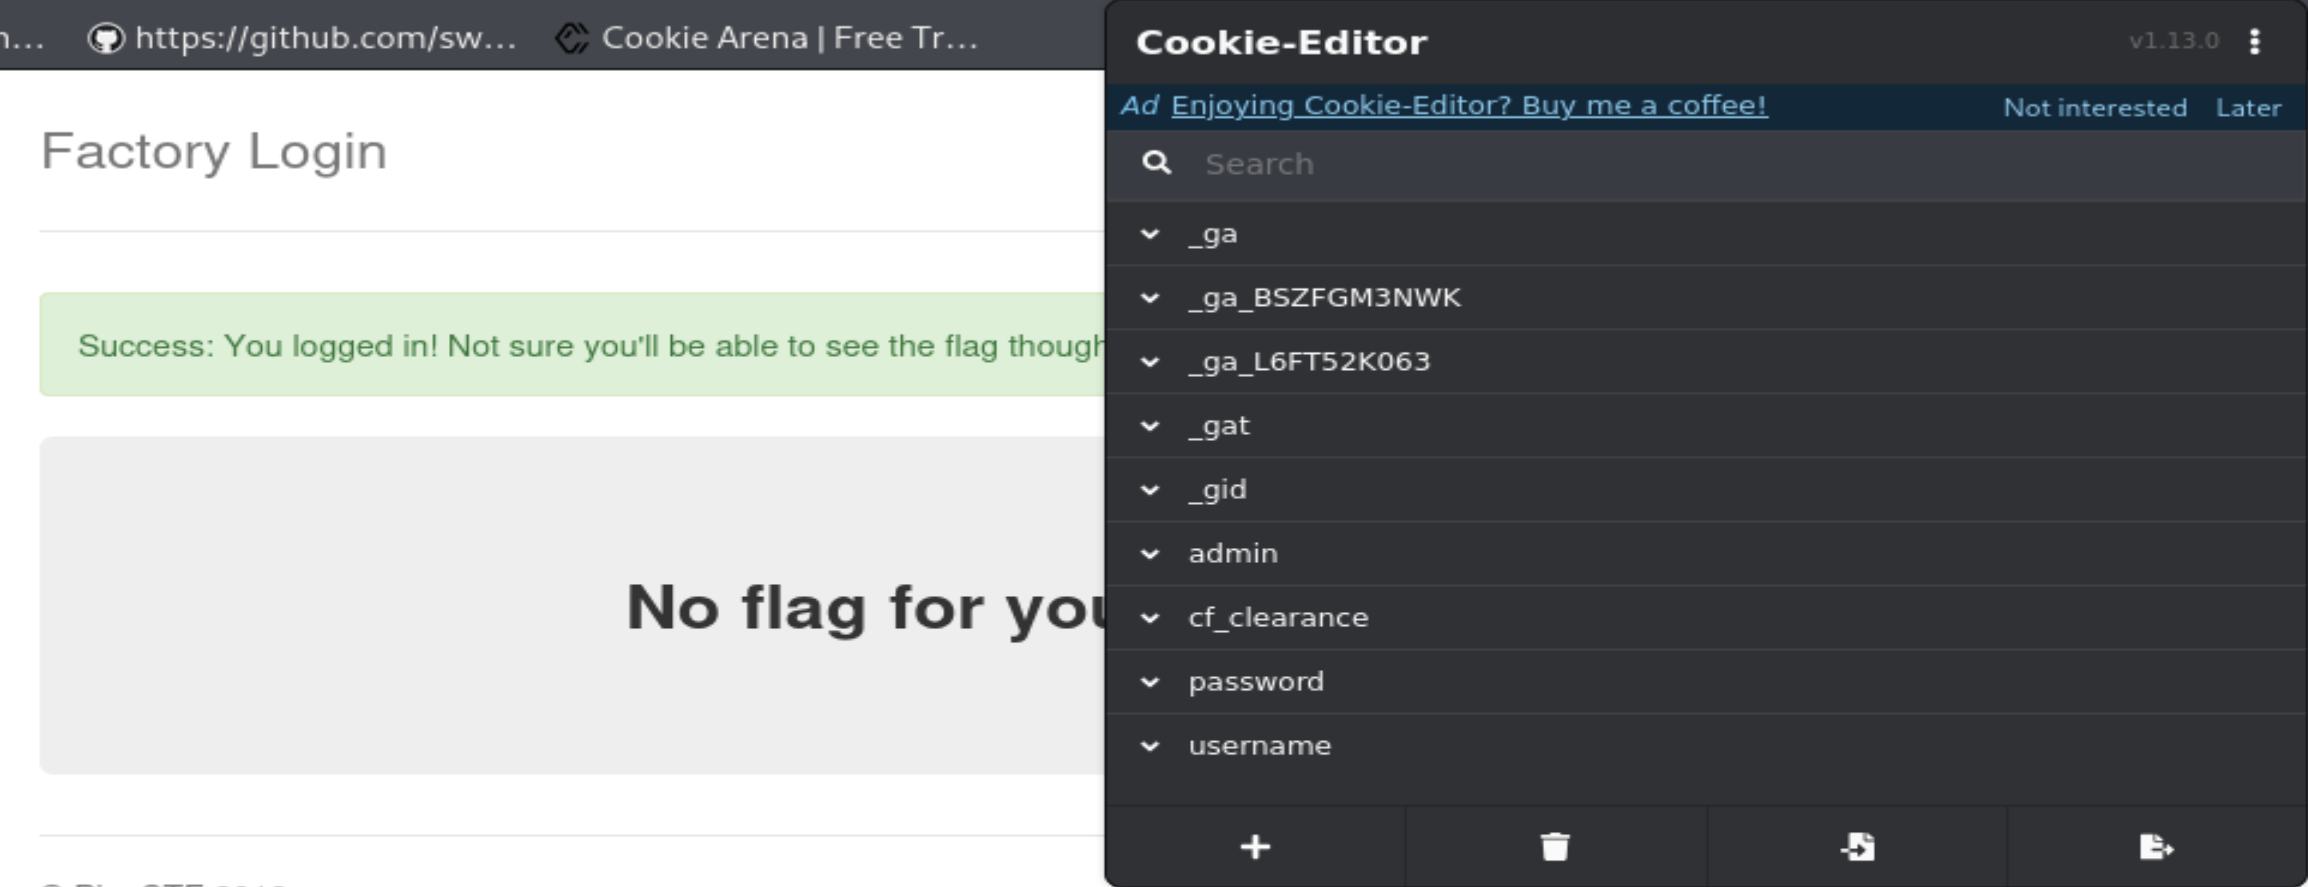 n... https://github.com/sw... Cookie Arena | Free Tr...
Factory Login
Success: You logged in! Not sure you'll be able to see the flag though
No flag for you
Cookie-Editor v1.13.0
Ad Enjoying Cookie-Editor? Buy me a coffee! Not interested Later
Search
_ga
_ga_BSZFGM3NWK
_ga_L6FT52K063
_gat
_gid
admin
cf_clearance
password
username